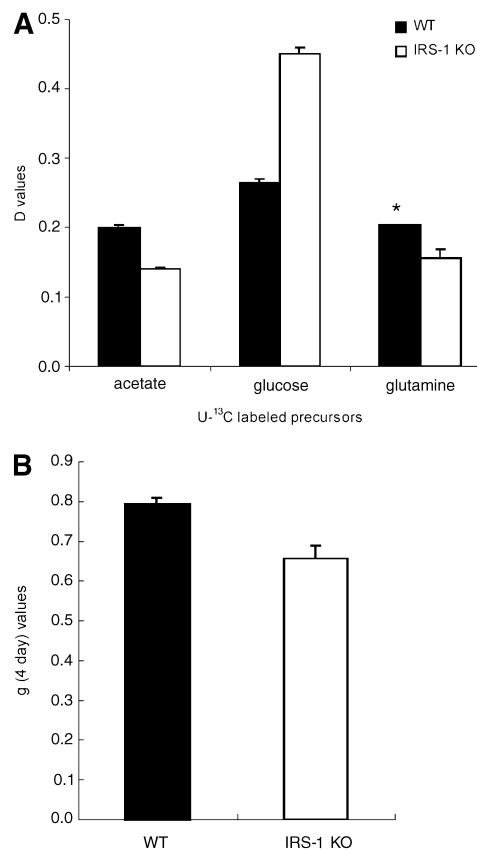 A
WT
IRS-1 KO
0.5
0.4
0.3
0.2
0.1
0.0
D values
*
acetate glucose glutamine
U-¹³C labeled precursors
B
0.9
0.8
0.7
0.6
0.5
0.4
0.3
0.2
0.1
0.0
g (4 day) values
WT IRS-1 KO